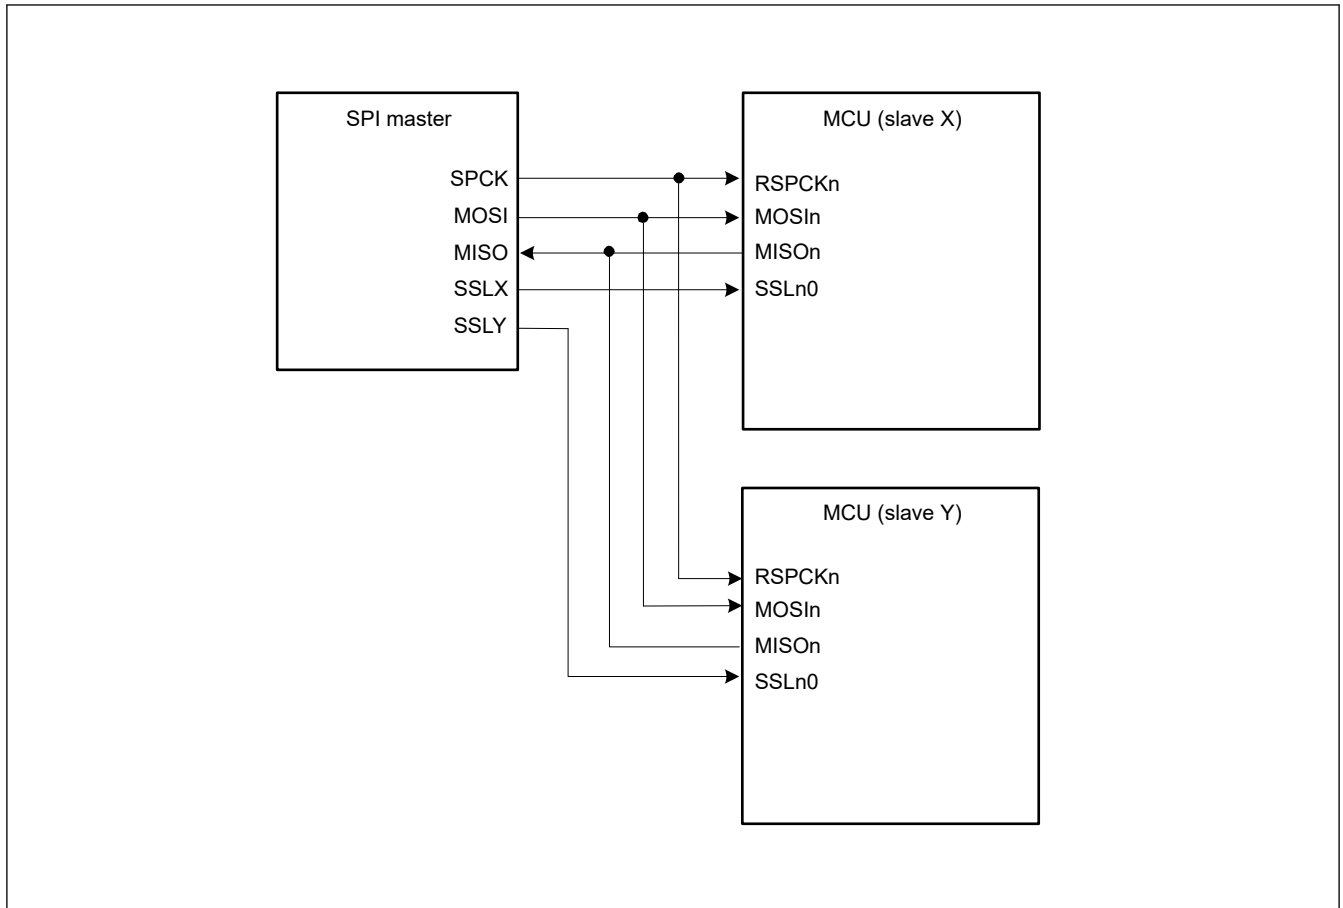 SPI master
SPCK
MOSI
MISO
SSLX
SSLY
MCU (slave X)
RSPCKn
MOSIn
MISOn
SSLn0
MCU (slave Y)
RSPCKn
MOSIn
MISOn
SSLn0